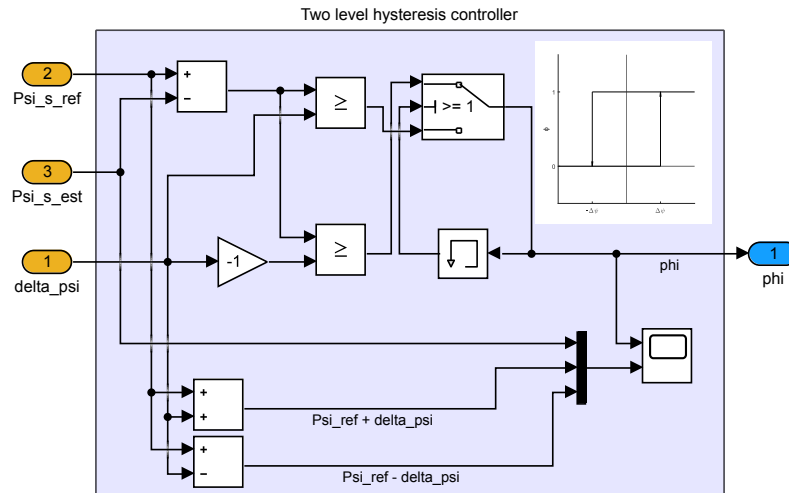 Two level hysteresis controller
2
Psi_s_ref
+
−
≥
>= 1
1
0
Φ
-Δψ
Δψ
3
Psi_s_est
≥
1
delta_psi
-1
phi
1
phi
+
+
Psi_ref + delta_psi
+
−
Psi_ref - delta_psi